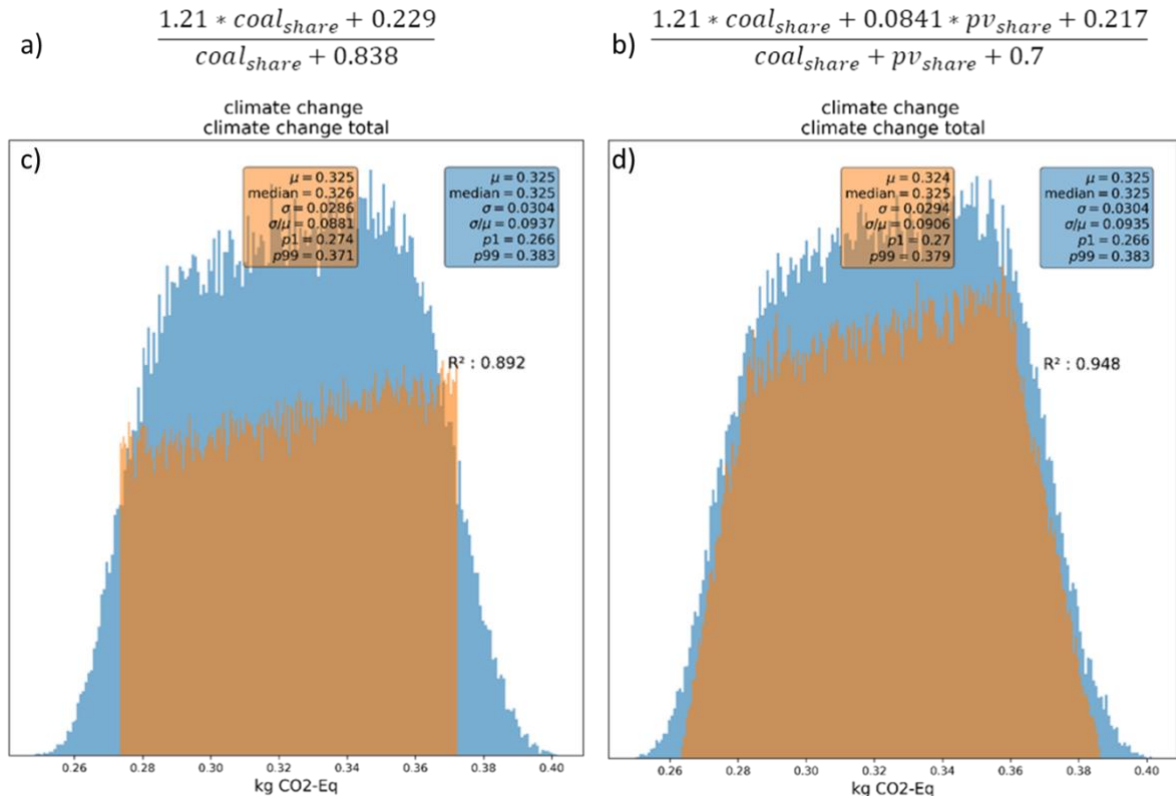 a)
1.21 * coal_share + 0.229
coal_share + 0.838
b)
1.21 * coal_share + 0.0841 * pv_share + 0.217
coal_share + pv_share + 0.7
climate change
climate change total
c)
μ = 0.325
median = 0.326
σ = 0.0286
σ/μ = 0.0881
p1 = 0.274
p99 = 0.371
μ = 0.325
median = 0.325
σ = 0.0304
σ/μ = 0.0937
p1 = 0.266
p99 = 0.383
R² : 0.892
0.26 0.28 0.30 0.32 0.34 0.36 0.38 0.40
kg CO2-Eq
climate change
climate change total
d)
μ = 0.324
median = 0.325
σ = 0.0294
σ/μ = 0.0906
p1 = 0.27
p99 = 0.379
μ = 0.325
median = 0.325
σ = 0.0304
σ/μ = 0.0935
p1 = 0.266
p99 = 0.383
R² : 0.948
0.26 0.28 0.30 0.32 0.34 0.36 0.38 0.40
kg CO2-Eq